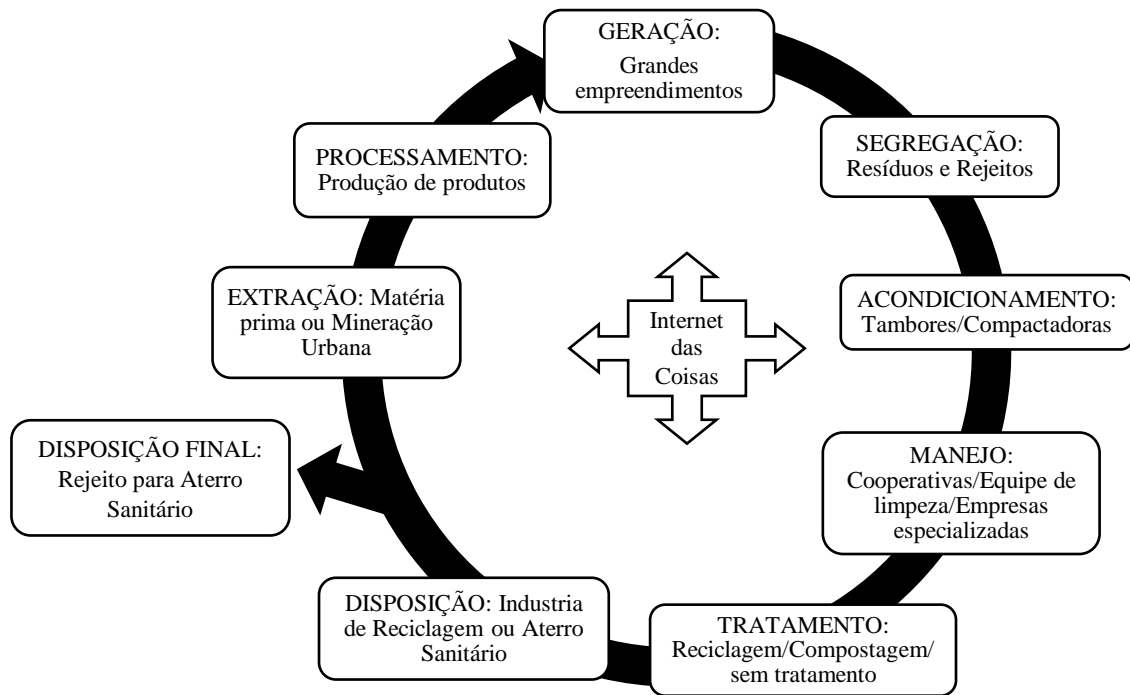 GERAÇÃO:
Grandes
empreendimentos
SEGREGAÇÃO:
Resíduos e Rejeitos
ACONDICIONAMENTO:
Tambores/Compactadoras
MANEJO:
Cooperativas/Equipe de
limpeza/Empresas
especializadas
TRATAMENTO:
Reciclagem/Compostagem/
sem tratamento
DISPOSIÇÃO: Industria
de Reciclagem ou Aterro
Sanitário
DISPOSIÇÃO FINAL:
Rejeito para Aterro
Sanitário
EXTRAÇÃO: Matéria
prima ou Mineração
Urbana
PROCESSAMENTO:
Produção de produtos
Internet
das
Coisas